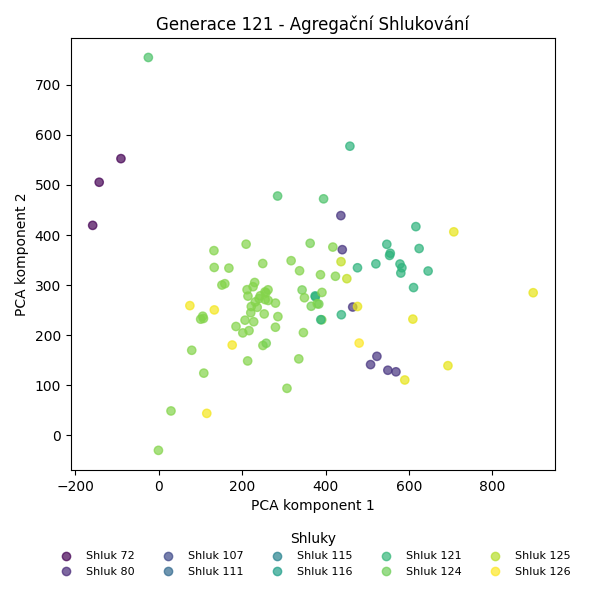 Generace 121 - Agregační Shlukování
PCA komponent 2
700
600
500
400
300
200
100
0
−200
0
200
400
600
800
PCA komponent 1
Shluky
Shluk 72
Shluk 107
Shluk 115
Shluk 121
Shluk 125
Shluk 80
Shluk 111
Shluk 116
Shluk 124
Shluk 126